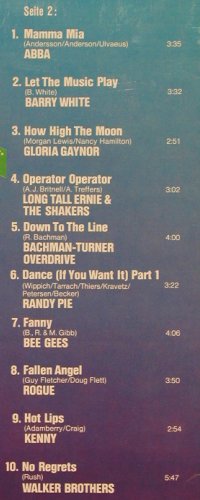 Seite 2:
1. Mamma Mia
(Andersson/Anderson/Ulvaeus) 3:35
ABBA
2. Let The Music Play
(B. White) 3:32
BARRY WHITE
3. How High The Moon
(Morgan Lewis/Nancy Hamilton) 2:51
GLORIA GAYNOR
4. Operator Operator
(A. J. Britnell/A. Treffers) 3:02
LONG TALL ERNIE &
THE SHAKERS
5. Down To The Line
(R. Bachman) 4:00
BACHMAN-TURNER
OVERDRIVE
6. Dance (If You Want It) Part 1
(Wippich/Tarrach/Thiers/Kravetz/ 3:22
Petersen/Becker)
RANDY PIE
7. Fanny
(B., R. & M. Gibb) 4:06
BEE GEES
8. Fallen Angel
(Guy Fletcher/Doug Flett) 3:50
ROGUE
9. Hot Lips
(Adamberry/Craig) 2:54
KENNY
10. No Regrets
(Rush) 5:47
WALKER BROTHERS